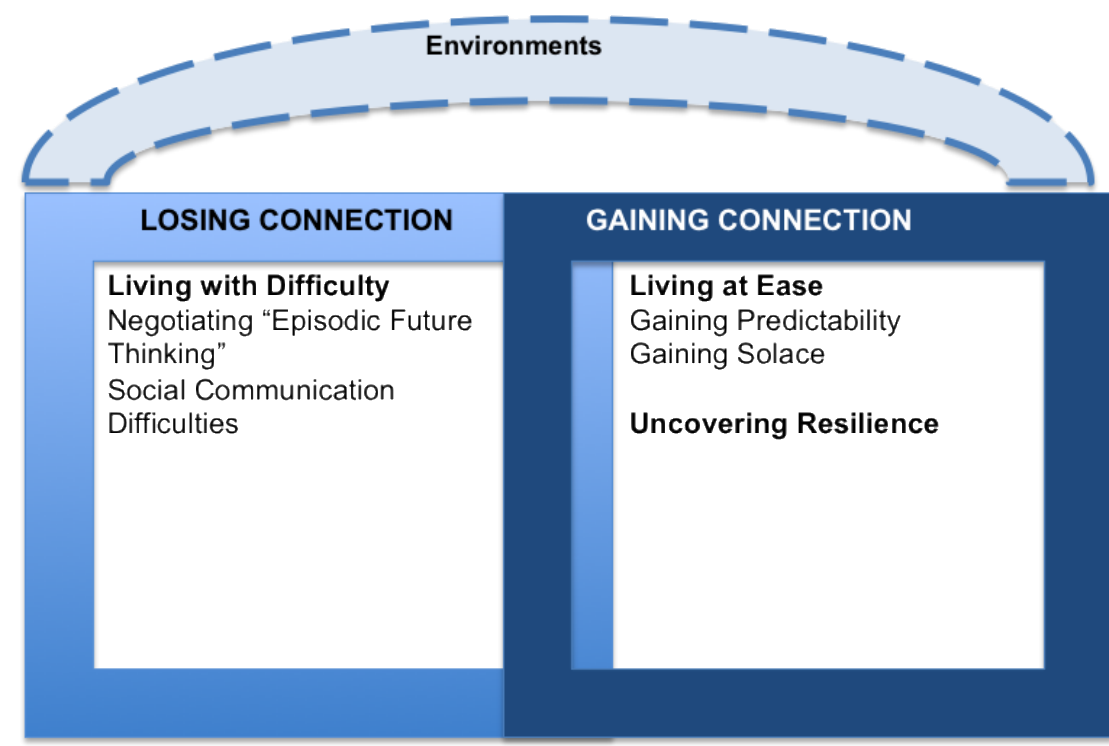 Environments
LOSING CONNECTION
Living with Difficulty
Negotiating “Episodic Future
Thinking”
Social Communication
Difficulties
GAINING CONNECTION
Living at Ease
Gaining Predictability
Gaining Solace
Uncovering Resilience